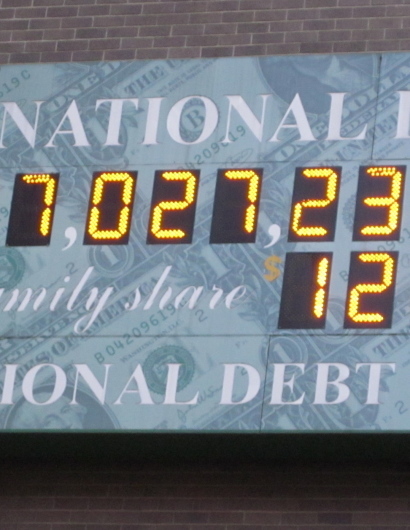 NATIONAL
7,027,23
mily share $12
IONAL DEBT